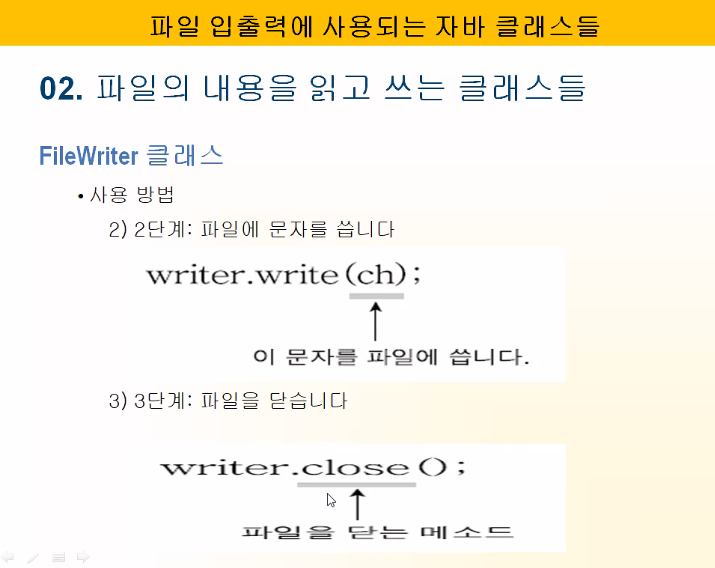 파일 입출력에 사용되는 자바 클래스들
02. 파일의 내용을 읽고 쓰는 클래스들
FileWriter 클래스
• 사용 방법
2) 2단계: 파일에 문자를 씁니다
writer.write(ch);
이 문자를 파일에 씁니다.
3) 3단계: 파일을 닫습니다
writer.close();
파일을 닫는 메소드